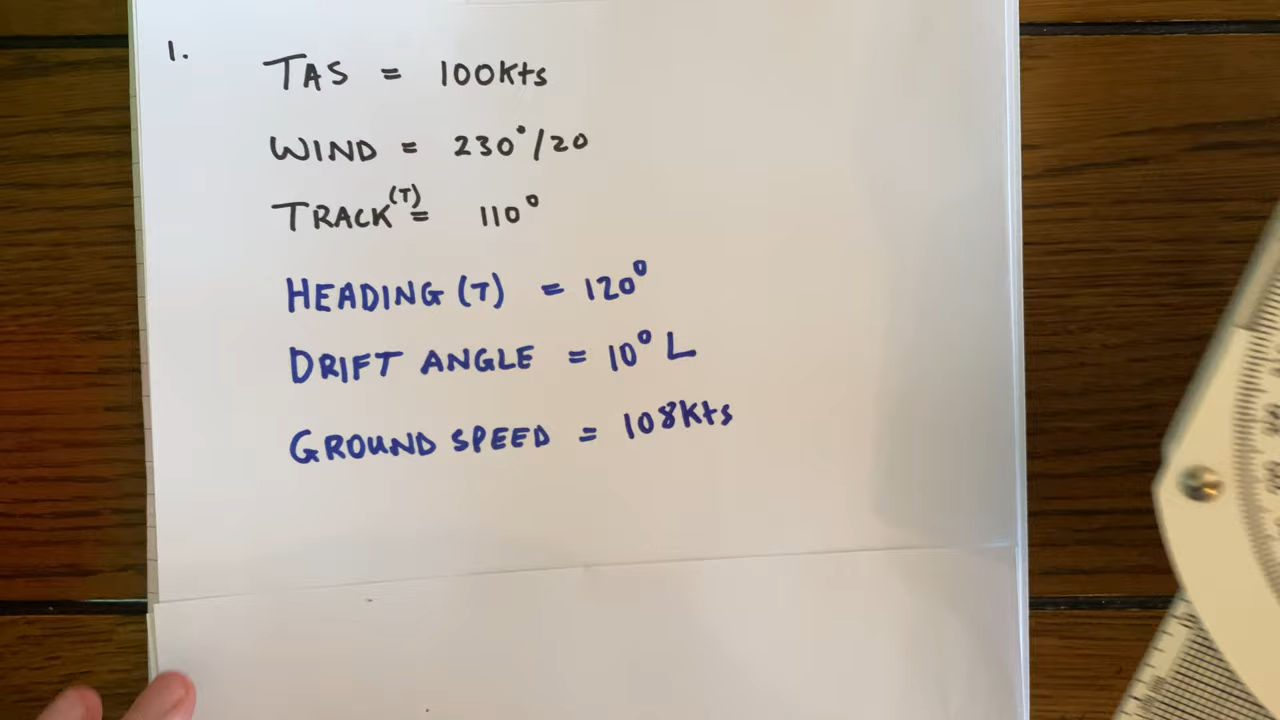 1.
TAS = 100kts
WIND = 230°/20
TRACK(T) = 110°
HEADING (T) = 120°
DRIFT ANGLE = 10° L
GROUND SPEED = 108kts